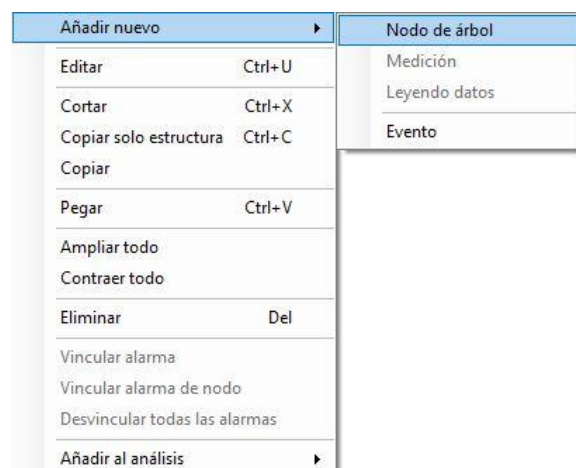 Añadir nuevo
Editar Ctrl+U
Cortar Ctrl+X
Copiar solo estructura Ctrl+C
Copiar
Pegar Ctrl+V
Ampliar todo
Contraer todo
Eliminar Del
Vincular alarma
Vincular alarma de nodo
Desvincular todas las alarmas
Añadir al análisis
Nodo de árbol
Medición
Leyendo datos
Evento